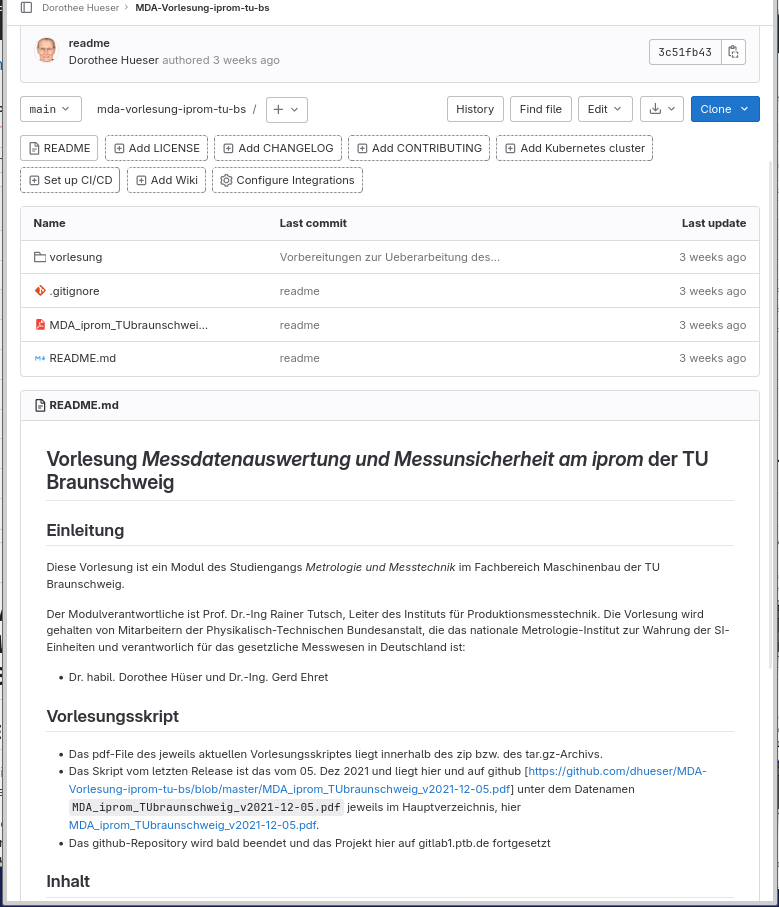 Dorothee Hueser › MDA-Vorlesung-iprom-tu-bs
readme
Dorothee Hueser authored 3 weeks ago
3c51fb43
main
mda-vorlesung-iprom-tu-bs / +
History
Find file
Edit
Clone
README
Add LICENSE
Add CHANGELOG
Add CONTRIBUTING
Add Kubernetes cluster
Set up CI/CD
Add Wiki
Configure Integrations
Name Last commit Last update
vorlesung Vorbereitungen zur Ueberarbeitung des... 3 weeks ago
.gitignore readme 3 weeks ago
MDA_iprom_TUbraunschwei... readme 3 weeks ago
README.md readme 3 weeks ago
README.md
Vorlesung Messdatenauswertung und Messunsicherheit am iprom der TU
Braunschweig
Einleitung
Diese Vorlesung ist ein Modul des Studiengangs Metrologie und Messtechnik im Fachbereich Maschinenbau der TU
Braunschweig.
Der Modulverantwortliche ist Prof. Dr.-Ing Rainer Tutsch, Leiter des Instituts für Produktionsmesstechnik. Die Vorlesung wird
gehalten von Mitarbeitern der Physikalisch-Technischen Bundesanstalt, die das nationale Metrologie-Institut zur Wahrung der SI-
Einheiten und verantworlich für das gesetzliche Messwesen in Deutschland ist:
• Dr. habil. Dorothee Hüser und Dr.-Ing. Gerd Ehret
Vorlesungsskript
• Das pdf-File des jeweils aktuellen Vorlesungsskriptes liegt innerhalb des zip bzw. des tar.gz-Archivs.
• Das Skript vom letzten Release ist das vom 05. Dez 2021 und liegt hier und auf github [https://github.com/dhueser/MDA-
Vorlesung-iprom-tu-bs/blob/master/MDA_iprom_TUbraunschweig_v2021-12-05.pdf] unter dem Datenamen
MDA_iprom_TUbraunschweig_v2021-12-05.pdf jeweils im Hauptverzeichnis, hier
MDA_iprom_TUbraunschweig_v2021-12-05.pdf.
• Das github-Repository wird bald beendet und das Projekt hier auf gitlab1.ptb.de fortgesetzt
Inhalt